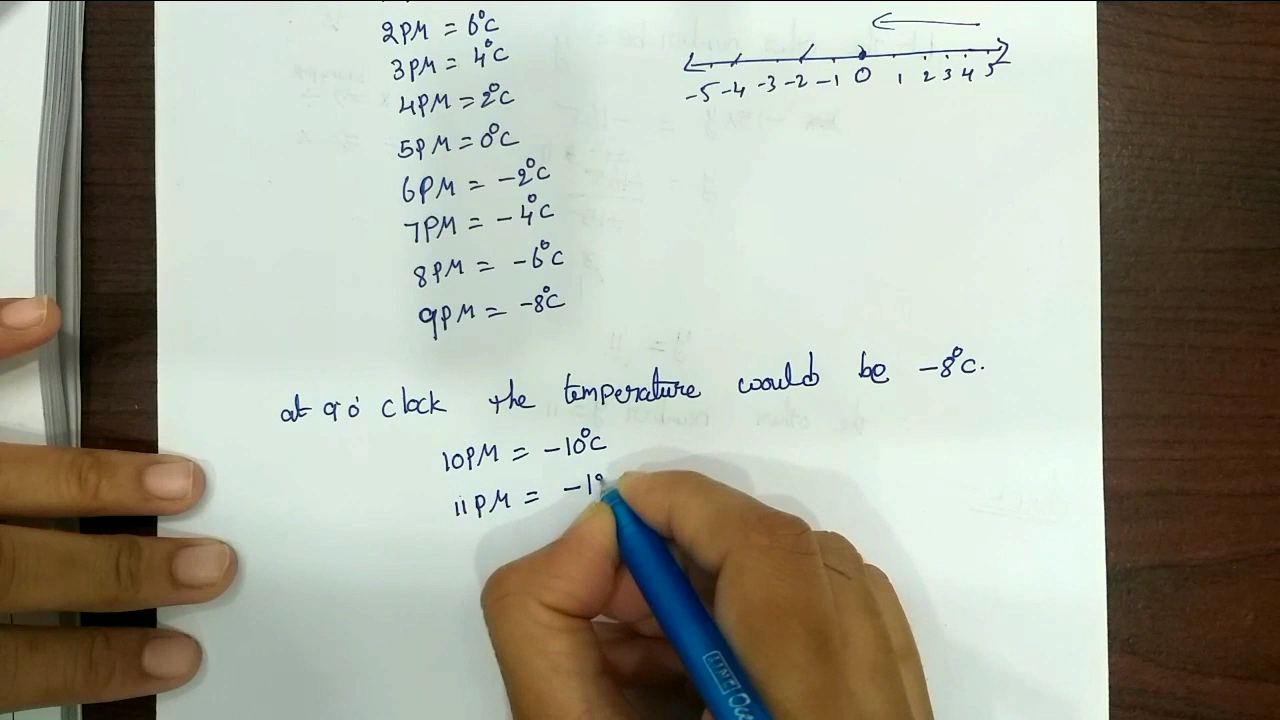 2PM = 6°C
3PM = 4°C
4PM = 2°C
5PM = 0°C
6PM = -2°C
7PM = -4°C
8PM = -6°C
9PM = -8°C
-5 -4 -3 -2 -1 0 1 2 3 4 5
at 9 o' clock the temperature would be -8°C.
10PM = -10°C
11PM = -1